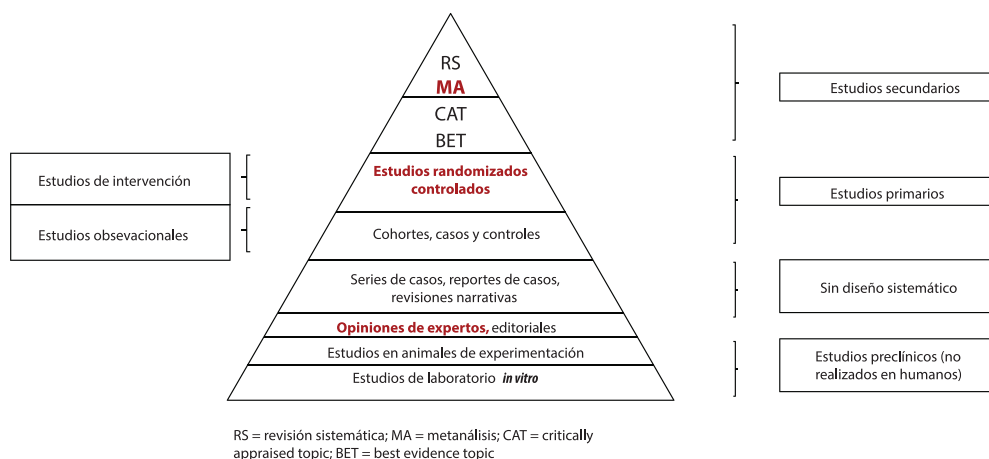 RS
MA
CAT
BET
Estudios secundarios
Estudios de intervención
Estudios randomizados
controlados
Estudios primarios
Estudios obsevacionales
Cohortes, casos y controles
Series de casos, reportes de casos,
revisiones narrativas
Sin diseño sistemático
Opiniones de expertos, editoriales
Estudios en animales de experimentación
Estudios de laboratorio in vitro
Estudios preclínicos (no
realizados en humanos)
RS = revisión sistemática; MA = metanálisis; CAT = critically
appraised topic; BET = best evidence topic